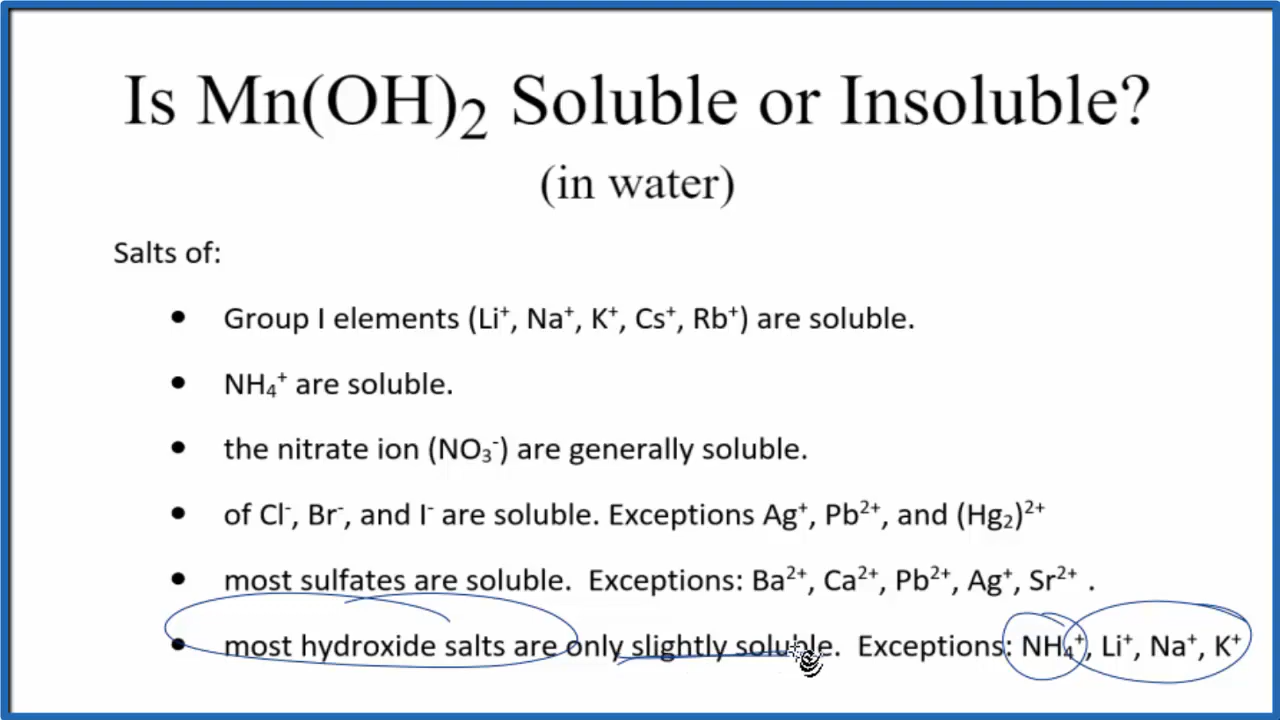 Is Mn(OH)₂ Soluble or Insoluble?
(in water)
Salts of:
• Group I elements (Li⁺, Na⁺, K⁺, Cs⁺, Rb⁺) are soluble.
• NH₄⁺ are soluble.
• the nitrate ion (NO₃⁻) are generally soluble.
• of Cl⁻, Br⁻, and I⁻ are soluble. Exceptions Ag⁺, Pb²⁺, and (Hg₂)²⁺
• most sulfates are soluble.  Exceptions: Ba²⁺, Ca²⁺, Pb²⁺, Ag⁺, Sr²⁺ .
• most hydroxide salts are only slightly soluble.  Exceptions: NH₄⁺, Li⁺, Na⁺, K⁺